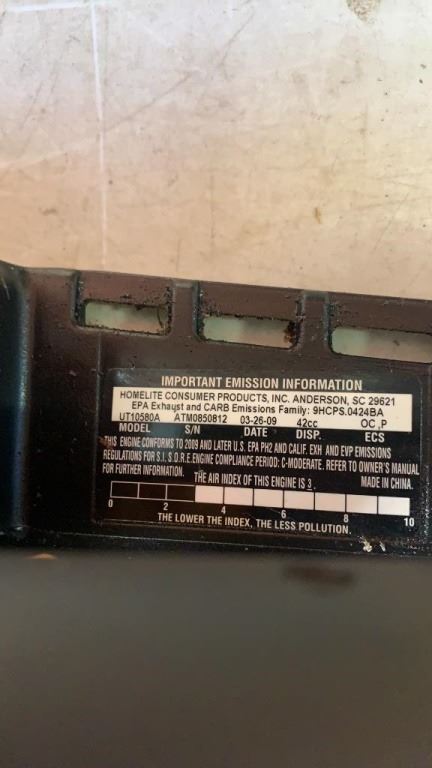 IMPORTANT EMISSION INFORMATION
HOMELITE CONSUMER PRODUCTS, INC. ANDERSON, SC 29621
EPA Exhaust and CARB Emissions Family: 9HCPS.0424BA
UT10580A ATM0850812 03-26-09 42cc OC ,P
MODEL S/N DATE DISP. ECS
THIS ENGINE CONFORMS TO 2009 AND LATER U.S. EPA PH2 AND CALIF. EXH AND EVP EMISSIONS
REGULATIONS FOR S.I. S.O.R.E. ENGINE COMPLIANCE PERIOD: C-MODERATE. REFER TO OWNER'S MANUAL
FOR FURTHER INFORMATION. THE AIR INDEX OF THIS ENGINE IS 3 MADE IN CHINA.
0 2 4 6 8 10
THE LOWER THE INDEX, THE LESS POLLUTION.